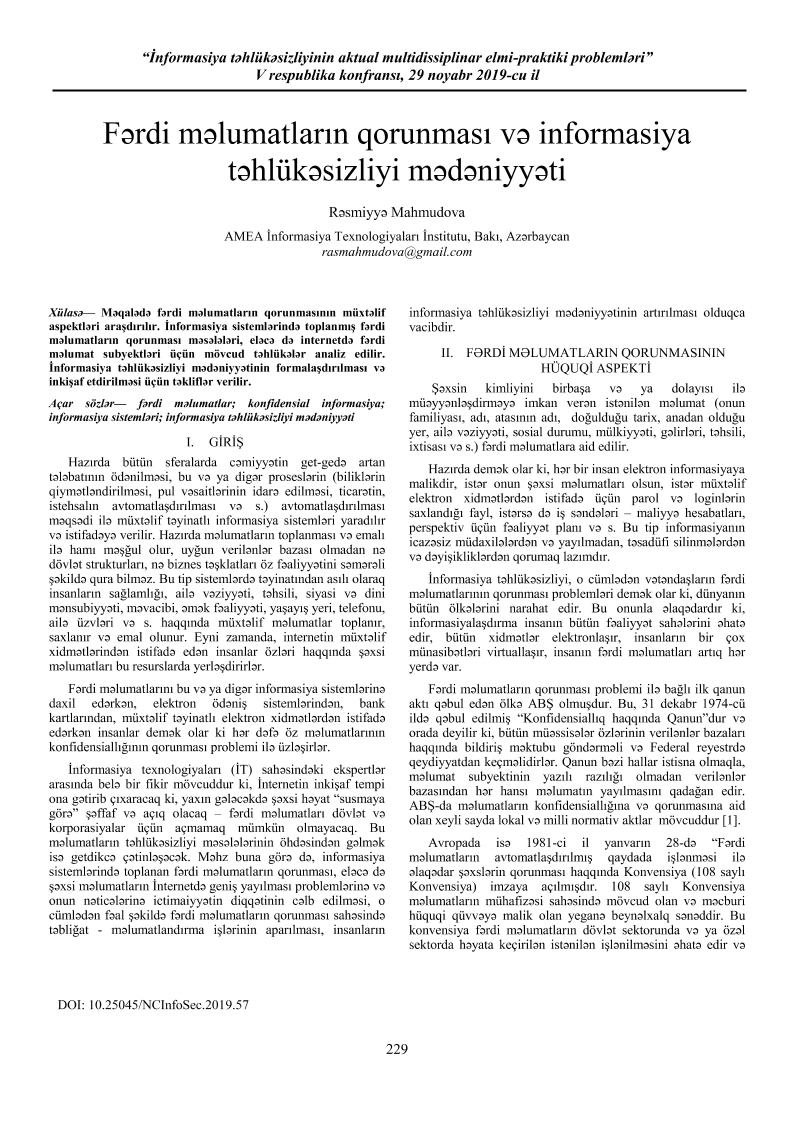 “İnformasiya təhlükəsizliyinin aktual multidissiplinar elmi-praktiki problemləri”
V respublika konfransı, 29 noyabr 2019-cu il
Fərdi məlumatların qorunması və informasiya
təhlükəsizliyi mədəniyyəti
Rəsmiyyə Mahmudova
AMEA İnformasiya Texnologiyaları İnstitutu, Bakı, Azərbaycan
rasmahmudova@gmail.com
Xülasə— Məqalədə fərdi məlumatların qorunmasının müxtəlif
aspektləri araşdırılır. İnformasiya sistemlərində toplanmış fərdi
məlumatların qorunması məsələləri, eləcə də internetdə fərdi
məlumat subyektləri üçün mövcud təhlükələr analiz edilir.
İnformasiya təhlükəsizliyi mədəniyyətinin formalaşdırılması və
inkişaf etdirilməsi üçün təkliflər verilir.
Açar sözlər— fərdi məlumatlar; konfidensial informasiya;
informasiya sistemləri; informasiya təhlükəsizliyi mədəniyyəti
I. GİRİŞ
Hazırda bütün sferalarda cəmiyyətin get-gedə artan
tələbatının ödənilməsi, bu və ya digər proseslərin (biliklərin
qiymətləndirilməsi, pul vəsaitlərinin idarə edilməsi, ticarətin,
istehsalın avtomatlaşdırılması və s.) avtomatlaşdırılması
məqsədi ilə müxtəlif təyinatlı informasiya sistemləri yaradılır
və istifadəyə verilir. Hazırda məlumatların toplanması və emalı
ilə hamı məşğul olur, uyğun verilənlər bazası olmadan nə
dövlət strukturları, nə biznes təşklatları öz fəaliyyətini səmərəli
şəkildə qura bilməz. Bu tip sistemlərdə təyinatından asılı olaraq
insanların sağlamlığı, ailə vəziyyəti, təhsili, siyasi və dini
mənsubiyyəti, məvacibi, əmək fəaliyyəti, yaşayış yeri, telefonu,
ailə üzvləri və s. haqqında müxtəlif məlumatlar toplanır,
saxlanır və emal olunur. Eyni zamanda, internetin müxtəlif
xidmətlərindən istifadə edən insanlar özləri haqqında şəxsi
məlumatları bu resurslarda yerləşdirirlər.
Fərdi məlumatlarını bu və ya digər informasiya sistemlərinə
daxil edərkən, elektron ödəniş sistemlərindən, bank
kartlarından, müxtəlif təyinatlı elektron xidmətlərdən istifadə
edərkən insanlar demək olar ki hər dəfə öz məlumatlarının
konfidensiallığının qorunması problemi ilə üzləşirlər.
İnformasiya texnologiyaları (İT) sahəsindəki ekspertlər
arasında belə bir fikir mövcuddur ki, İnternetin inkişaf tempi
ona gətirib çıxaracaq ki, yaxın gələcəkdə şəxsi həyat “susmaya
görə” şəffaf və açıq olacaq – fərdi məlumatları dövlət və
korporasiyalar üçün açmamaq mümkün olmayacaq. Bu
məlumatların təhlükəsizliyi məsələlərinin öhdəsindən gəlmək
isə getdikcə çətinləşəcək. Məhz buna görə də, informasiya
sistemlərində toplanan fərdi məlumatların qorunması, eləcə də
şəxsi məlumatların İnternetdə geniş yayılması problemlərinə və
onun nəticələrinə ictimaiyyətin diqqətinin cəlb edilməsi, o
cümlədən fəal şəkildə fərdi məlumatların qorunması sahəsində
təbliğat - məlumatlandırma işlərinin aparılması, insanların
informasiya təhlükəsizliyi mədəniyyətinin artırılması olduqca
vacibdir.
II. FƏRDİ MƏLUMATLARIN QORUNMASININ
HÜQUQİ ASPEKTİ
Şəxsin kimliyini birbaşa və ya dolayısı ilə
müəyyənləşdirməyə imkan verən istənilən məlumat (onun
familiyası, adı, atasının adı, doğulduğu tarix, anadan olduğu
yer, ailə vəziyyəti, sosial durumu, mülkiyyəti, gəlirləri, təhsili,
ixtisası və s.) fərdi məlumatlara aid edilir.
Hazırda demək olar ki, hər bir insan elektron informasiyaya
malikdir, istər onun şəxsi məlumatları olsun, istər müxtəlif
elektron xidmətlərdən istifadə üçün parol və loginlərin
saxlandığı fayl, istərsə də iş səndələri – maliyyə hesabatları,
perspektiv üçün fəaliyyət planı və s. Bu tip informasiyanın
icazəsiz müdaxilələrdən və yayılmadan, təsadüfi silinmələrdən
və dəyişikliklərdən qorumaq lazımdır.
İnformasiya təhlükəsizliyi, o cümlədən vətəndaşların fərdi
məlumatlarının qorunması problemləri demək olar ki, dünyanın
bütün ölkələrini narahat edir. Bu onunla əlaqədardır ki,
informasiyalaşdırma insanın bütün fəaliyyət sahələrini əhatə
edir, bütün xidmətlər elektronlaşır, insanların bir çox
münasibətləri virtuallaşır, insanın fərdi məlumatları artıq hər
yerdə var.
Fərdi məlumatların qorunması problemi ilə bağlı ilk qanun
aktı qəbul edən ölkə ABŞ olmuşdur. Bu, 31 dekabr 1974-cü
ildə qəbul edilmiş “Konfidensiallıq haqqında Qanun”dur və
orada deyilir ki, bütün müəssisələr özlərinin verilənlər bazaları
haqqında bildiriş məktubu göndərməli və Federal reyestrdə
qeydiyyatdan keçməlidirlər. Qanun bəzi hallar istisna olmaqla,
məlumat subyektinin yazılı razılığı olmadan verilənlər
bazasından hər hansı məlumatın yayılmasını qadağan edir.
ABŞ-da məlumatların konfidensiallığına və qorunmasına aid
olan xeyli sayda lokal və milli normativ aktlar mövcuddur [1].
Avropada isə 1981-ci il yanvarın 28-də “Fərdi
məlumatların avtomatlaşdırılmış qaydada işlənməsi ilə
əlaqədar şəxslərin qorunması haqqında Konvensiya (108 saylı
Konvensiya) imzaya açılmışdır. 108 saylı Konvensiya
məlumatların mühafizəsi sahəsində mövcud olan və məcburi
hüquqi qüvvəyə malik olan yeganə beynəlxalq sənəddir. Bu
konvensiya fərdi məlumatların dövlət sektorunda və ya özəl
sektorda həyata keçirilən istənilən işlənilməsini əhatə edir və
DOI: 10.25045/NCInfoSec.2019.57
229